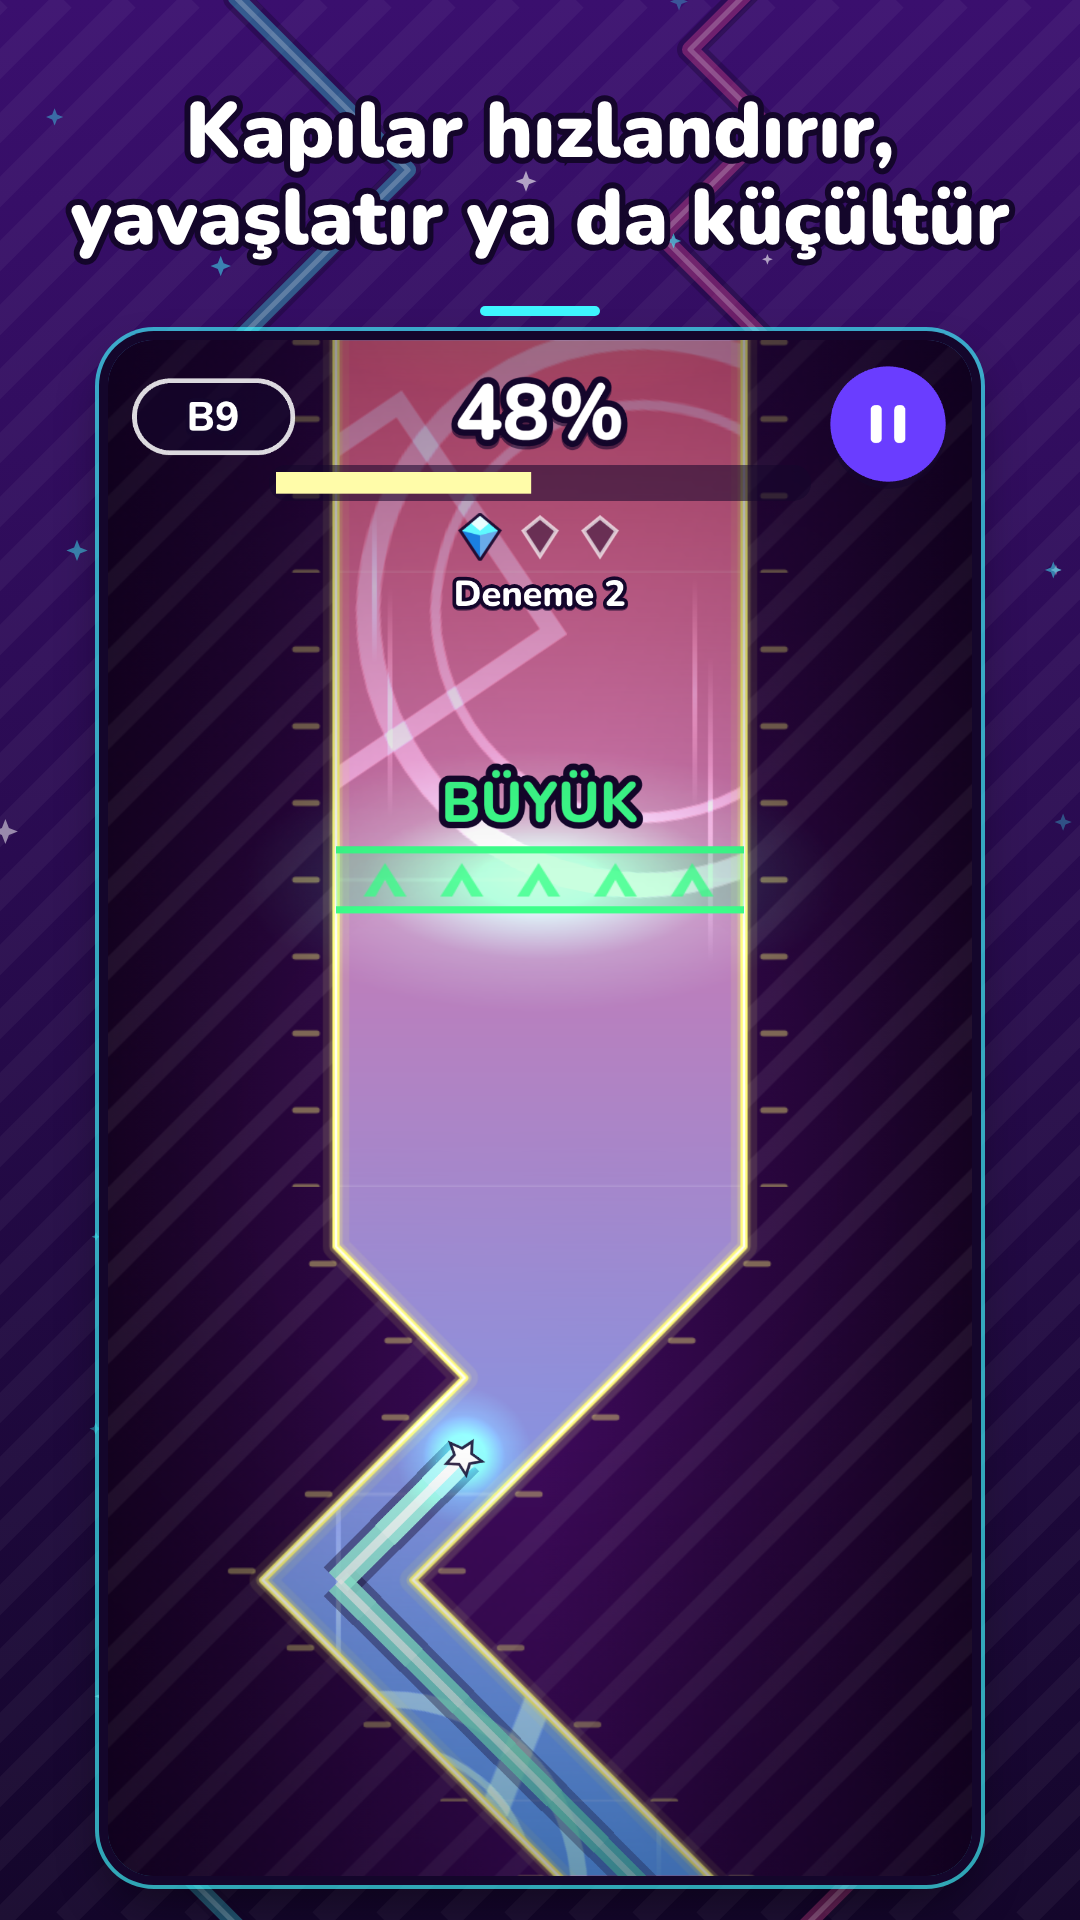 Kapılar hızlandırır,
yavaşlatır ya da küçültür
B9
48%
Deneme 2
BÜYÜK